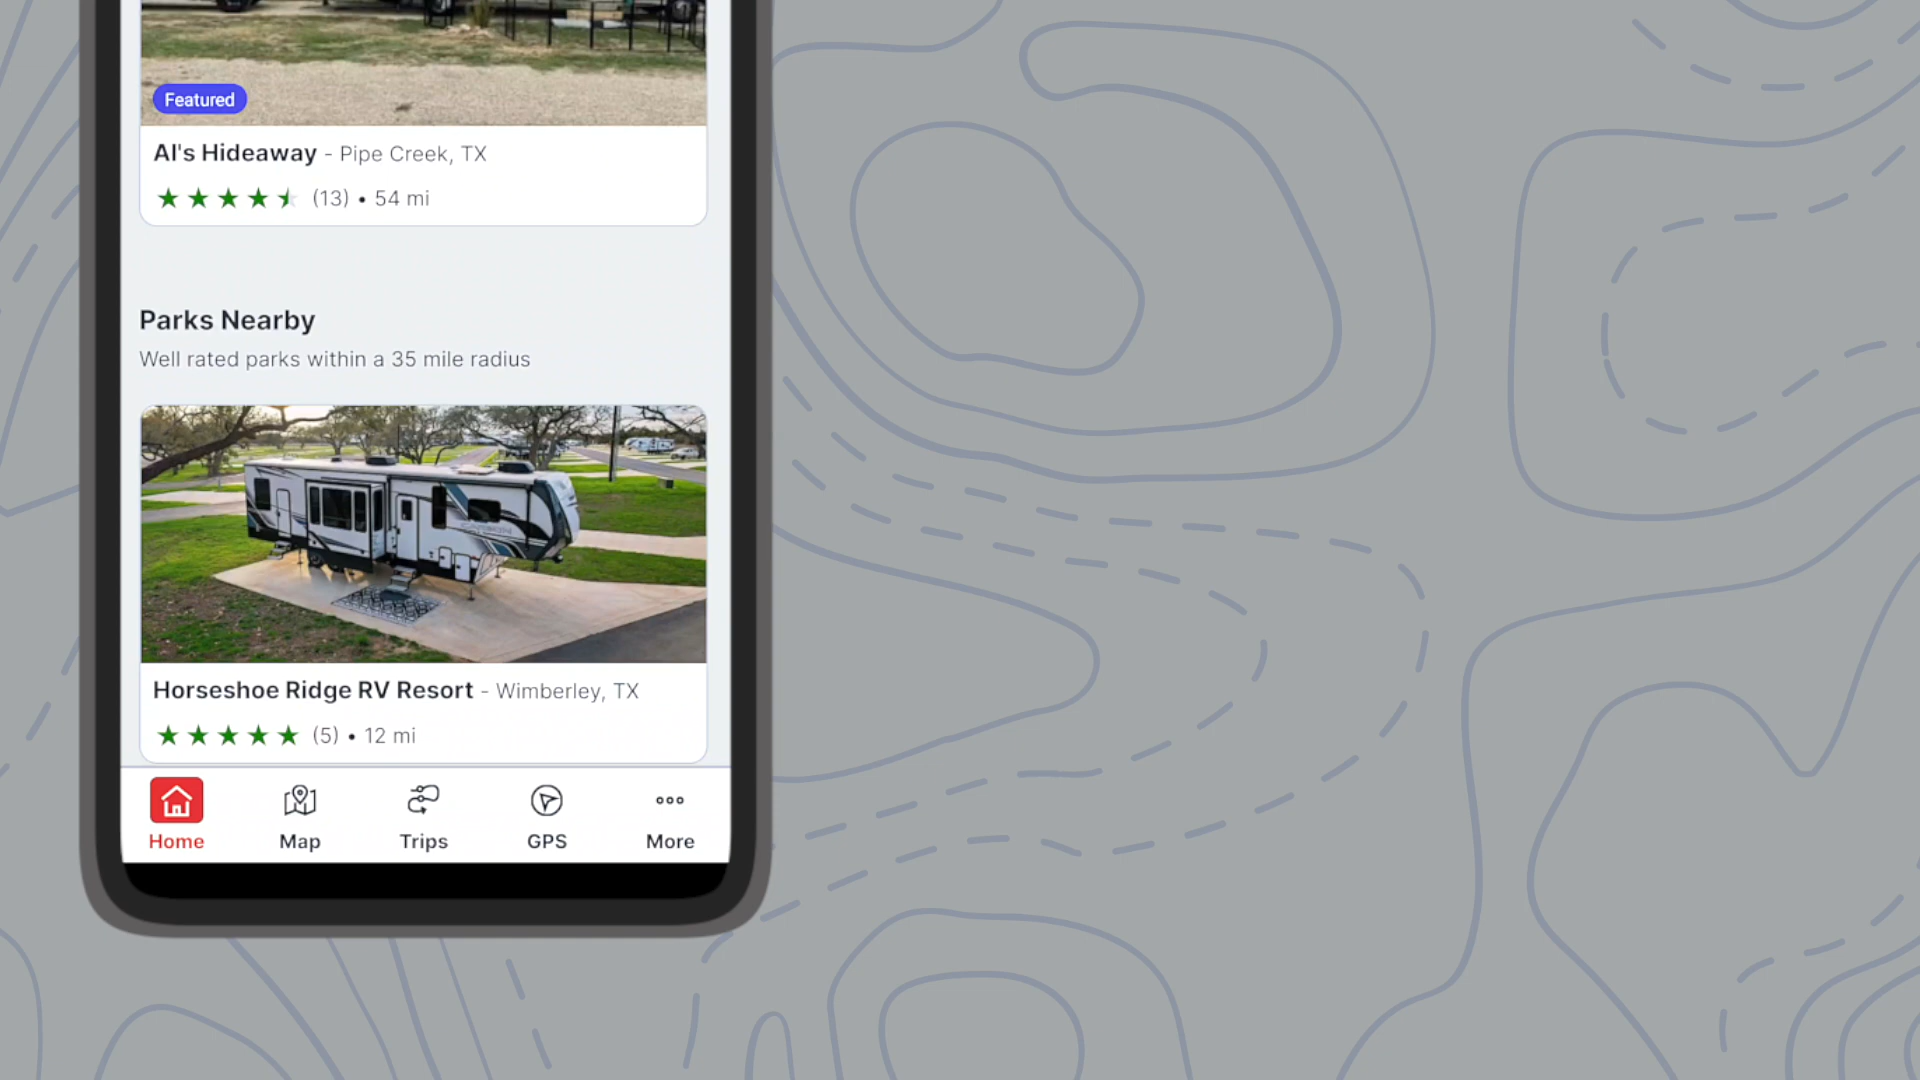 Featured
Al's Hideaway - Pipe Creek, TX
(13) • 54 mi
Parks Nearby
Well rated parks within a 35 mile radius
Horseshoe Ridge RV Resort - Wimberley, TX
(5) • 12 mi
Home
Map
Trips
GPS
More